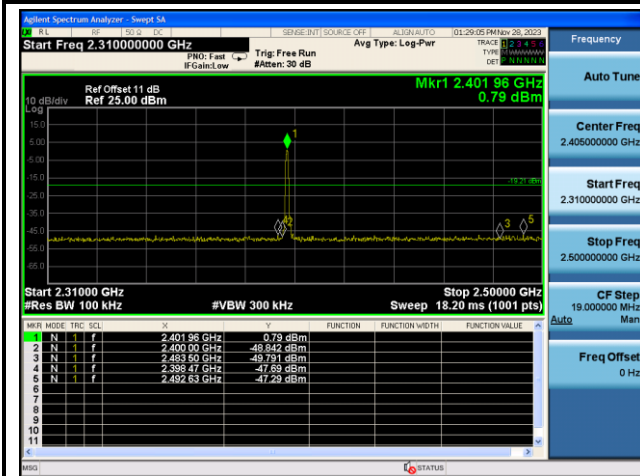 Agilent Spectrum Analyzer - Swept SA
RL RF 50 Ω DC SENSE:INT SOURCE OFF ALIGN AUTO 01:29:05 PM Nov 28, 2023
Start Freq 2.310000000 GHz
PNO: Fast Trig: Free Run Avg Type: Log-Pwr TRACE 1 2 3 4 5 6
IFGain:Low #Atten: 30 dB TYPE
DET P N N N N N
Ref Offset 11 dB
10 dB/div Ref 25.00 dBm
Mkr1 2.401 96 GHz
0.79 dBm
Log
15.0
5.00
-5.00
-15.0
-19.21 dBm
-25.0
-35.0
-45.0
-55.0
-65.0
1
4 2
3
5
Start 2.31000 GHz Stop 2.50000 GHz
#Res BW 100 kHz #VBW 300 kHz Sweep 18.20 ms (1001 pts)
MKR MODE TRC SCL X Y FUNCTION FUNCTION WIDTH FUNCTION VALUE
1 N 1 f 2.401 96 GHz 0.79 dBm
2 N 1 f 2.400 00 GHz -48.842 dBm
3 N 1 f 2.483 50 GHz -49.791 dBm
4 N 1 f 2.398 47 GHz -47.69 dBm
5 N 1 f 2.492 63 GHz -47.29 dBm
6
7
8
9
10
11
MSG STATUS
Frequency
Auto Tune
Center Freq
2.405000000 GHz
Start Freq
2.310000000 GHz
Stop Freq
2.500000000 GHz
CF Step
19.000000 MHz
Auto Man
Freq Offset
0 Hz